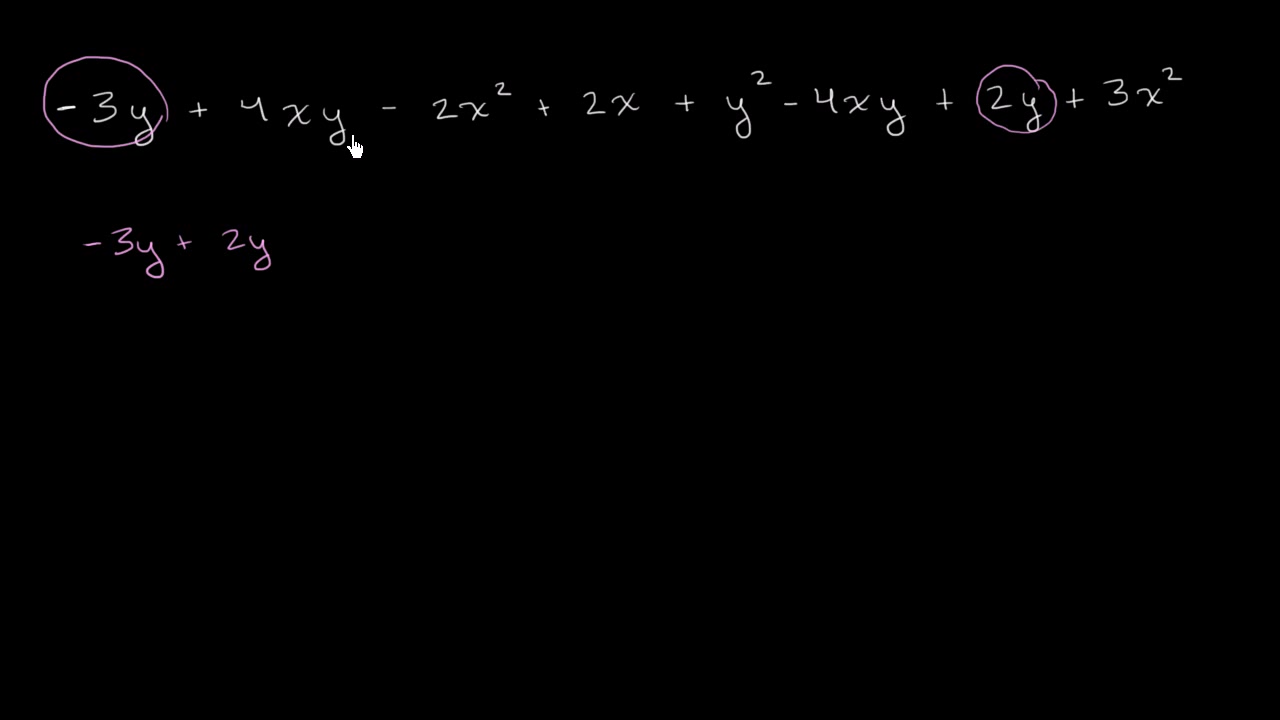 -3y + 4xy - 2x² + 2x + y² - 4xy + 2y + 3x²
-3y + 2y